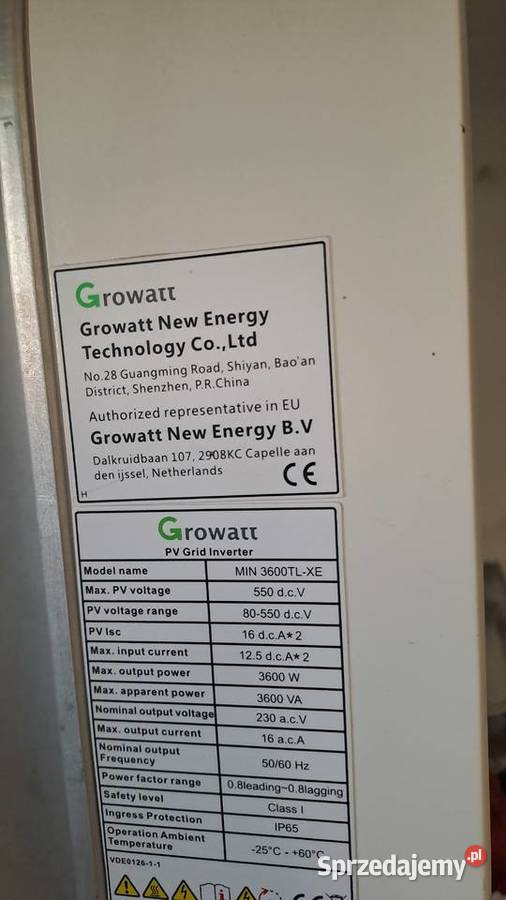 Growatt
Growatt New Energy
Technology Co.,Ltd
No.28 Guangming Road, Shiyan, Bao'an
District, Shenzhen, P.R.China
Authorized representative in EU
Growatt New Energy B.V
Dalkruidbaan 107, 2908KC Capelle aan
den ijssel, Netherlands
CE
H
Growatt
PV Grid Inverter
Model name MIN 3600TL-XE
Max. PV voltage 550 d.c.V
PV voltage range 80-550 d.c.V
PV Isc 16 d.c.A*2
Max. input current 12.5 d.c.A*2
Max. output power 3600 W
Max. apparent power 3600 VA
Nominal output voltage 230 a.c.V
Max. output current 16 a.c.A
Nominal output
Frequency 50/60 Hz
Power factor range 0.8leading~0.8lagging
Safety level Class I
Ingress Protection IP65
Operation Ambient
Temperature -25°C - +60°C
VDE0126-1-1
CE
Sprzedajemy.pl